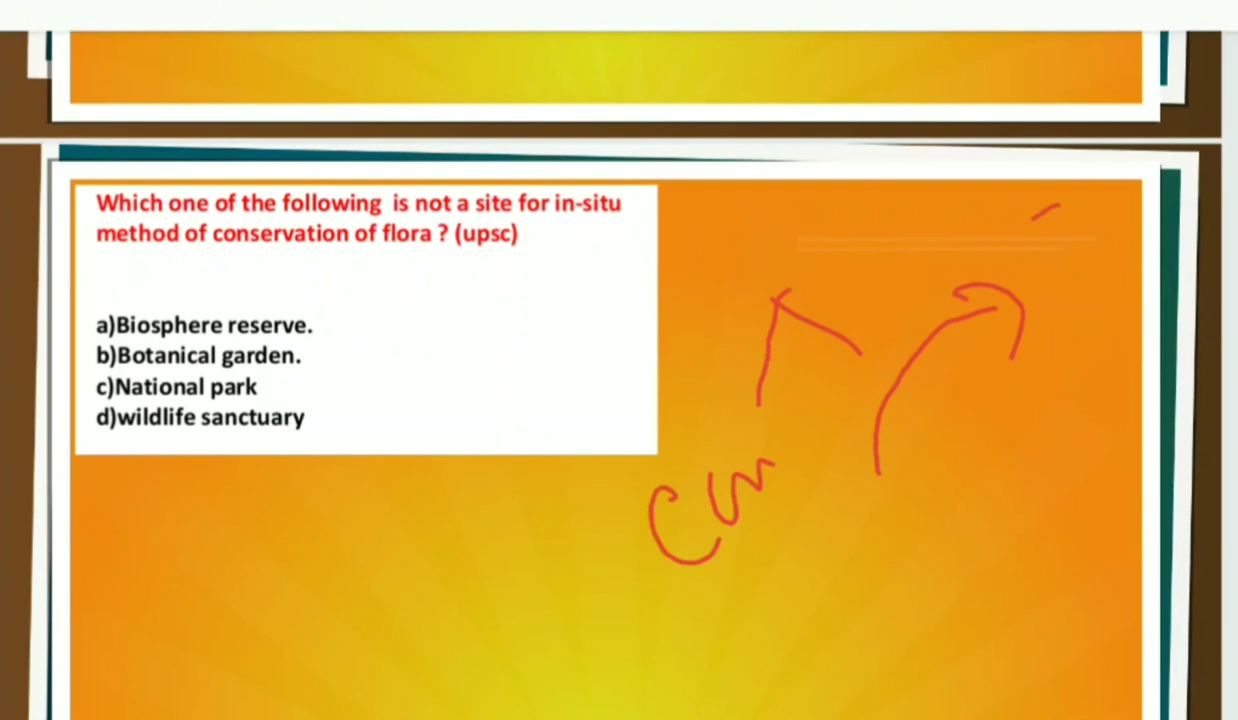 Which one of the following is not a site for in-situ
method of conservation of flora ? (upsc)
a)Biosphere reserve.
b)Botanical garden.
c)National park
d)wildlife sanctuary